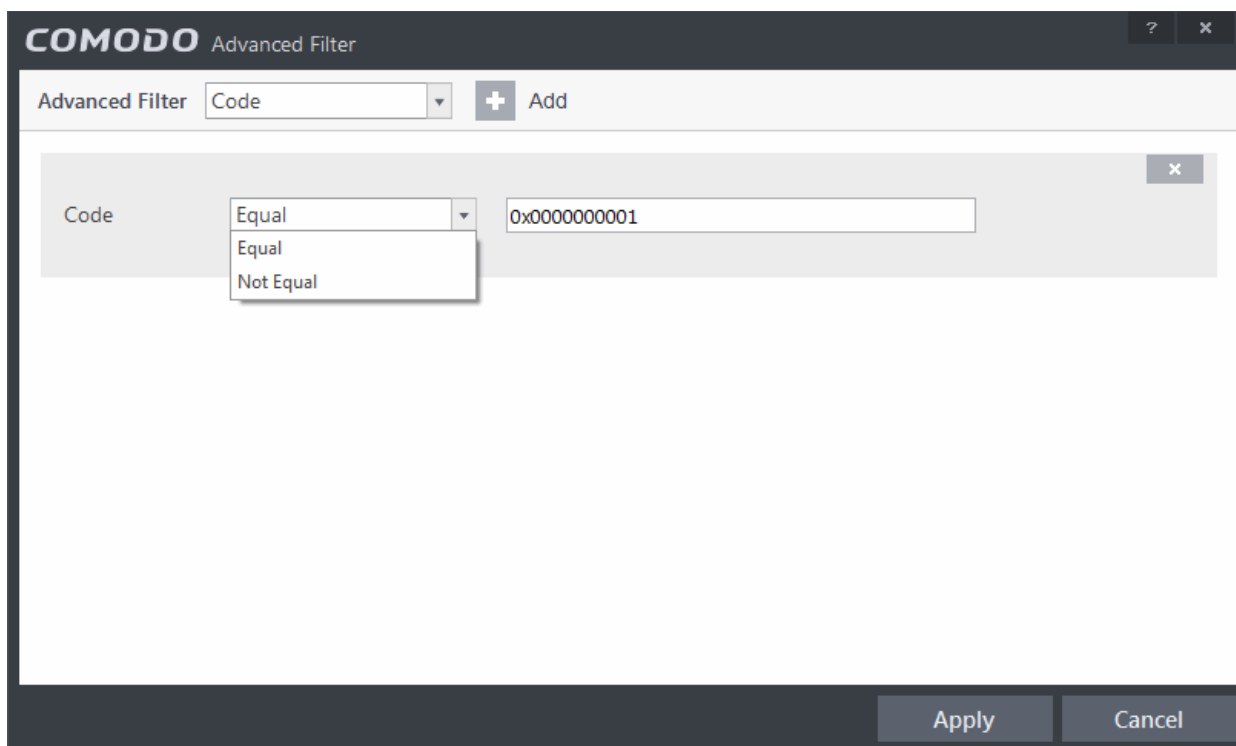 COMODO Advanced Filter ? ×
Advanced Filter Code + Add
×
Code Equal 0x0000000001
Equal
Not Equal
Apply Cancel